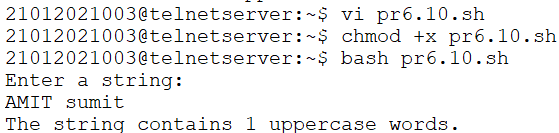 21012021003@telnetserver:~$ vi pr6.10.sh
21012021003@telnetserver:~$ chmod +x pr6.10.sh
21012021003@telnetserver:~$ bash pr6.10.sh
Enter a string:
AMIT sumit
The string contains 1 uppercase words.